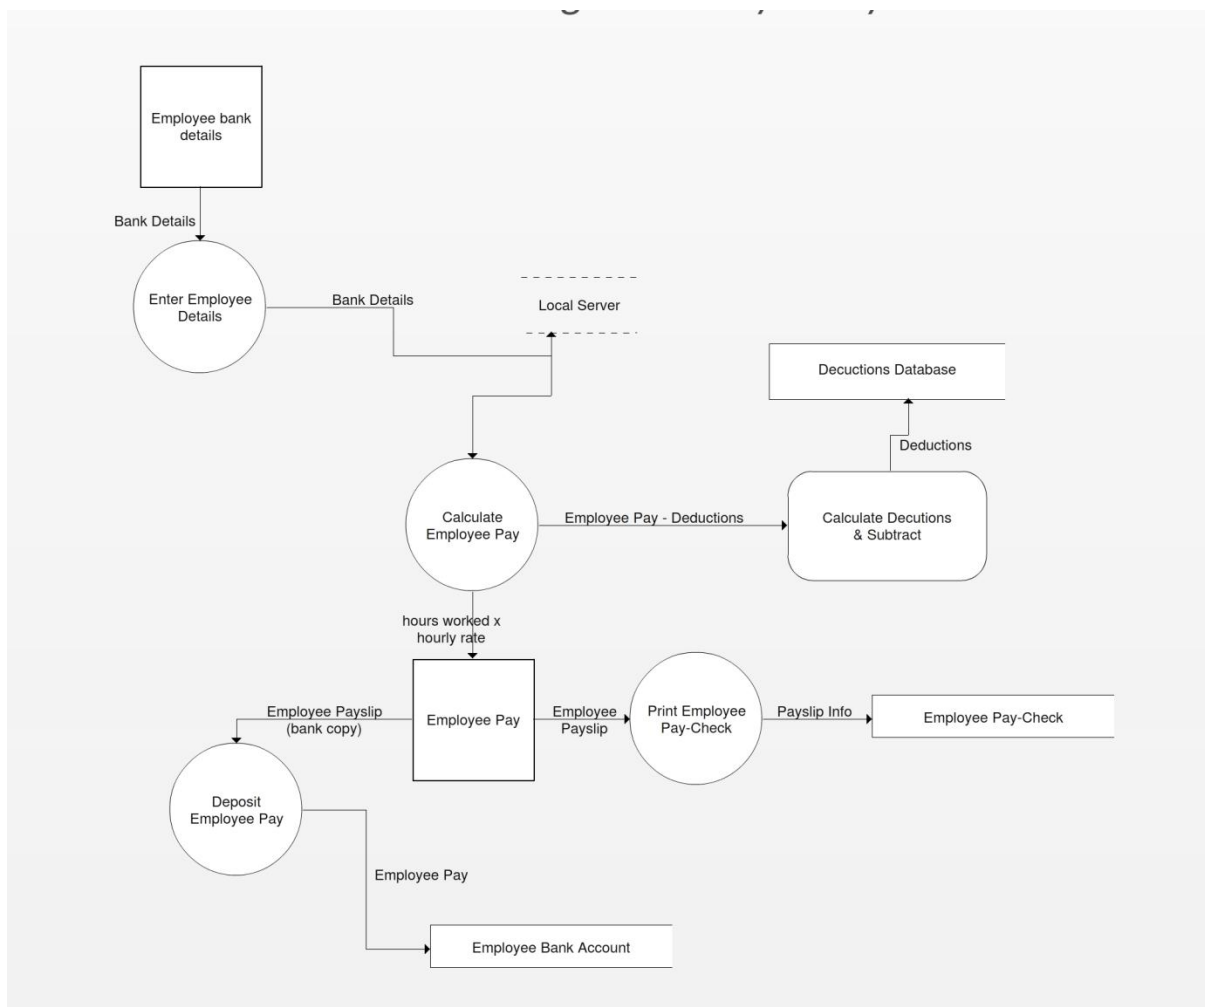 Employee bank
details
Bank Details
Enter Employee
Details
Bank Details
Local Server
Decuctions Database
Deductions
Calculate
Employee Pay
Employee Pay - Deductions
Calculate Decutions
& Subtract
hours worked x
hourly rate
Employee Payslip
(bank copy)
Employee Pay
Employee
Payslip
Print Employee
Pay-Check
Payslip Info
Employee Pay-Check
Deposit
Employee Pay
Employee Pay
Employee Bank Account